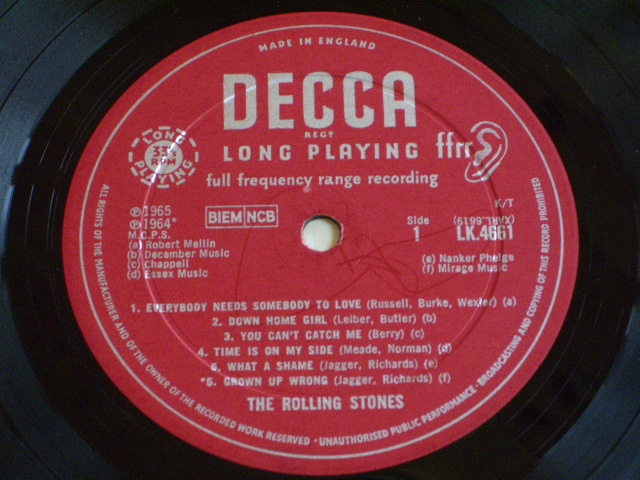 MADE IN ENGLAND
DECCA
REGD
LONG PLAYING
ffrr
full frequency range recording
LONG PLAYING
33⅓
RPM
K/T
℗1965
℗1964*
BIEM NCB
Side
1
(XARL.6619)
LK.4661
M.C.P.S.
(a) Robert Mellin
(b) December Music
(c) Chappell
(d) Essex Music
(e) Nanker Phelge
(f) Mirage Music
1. EVERYBODY NEEDS SOMEBODY TO LOVE (Russell, Burke, Wexler) (a)
2. DOWN HOME GIRL (Leiber, Butler) (b)
3. YOU CAN'T CATCH ME (Berry) (c)
4. TIME IS ON MY SIDE (Meade, Norman) (d)
5. WHAT A SHAME (Jagger, Richards) (e)
*6. GROWN UP WRONG (Jagger, Richards) (f)
THE ROLLING STONES
ALL RIGHTS OF THE MANUFACTURER AND OF THE OWNER OF THE RECORDED WORK RESERVED · UNAUTHORISED PUBLIC PERFORMANCE · BROADCASTING AND COPYING OF THIS RECORD PROHIBITED